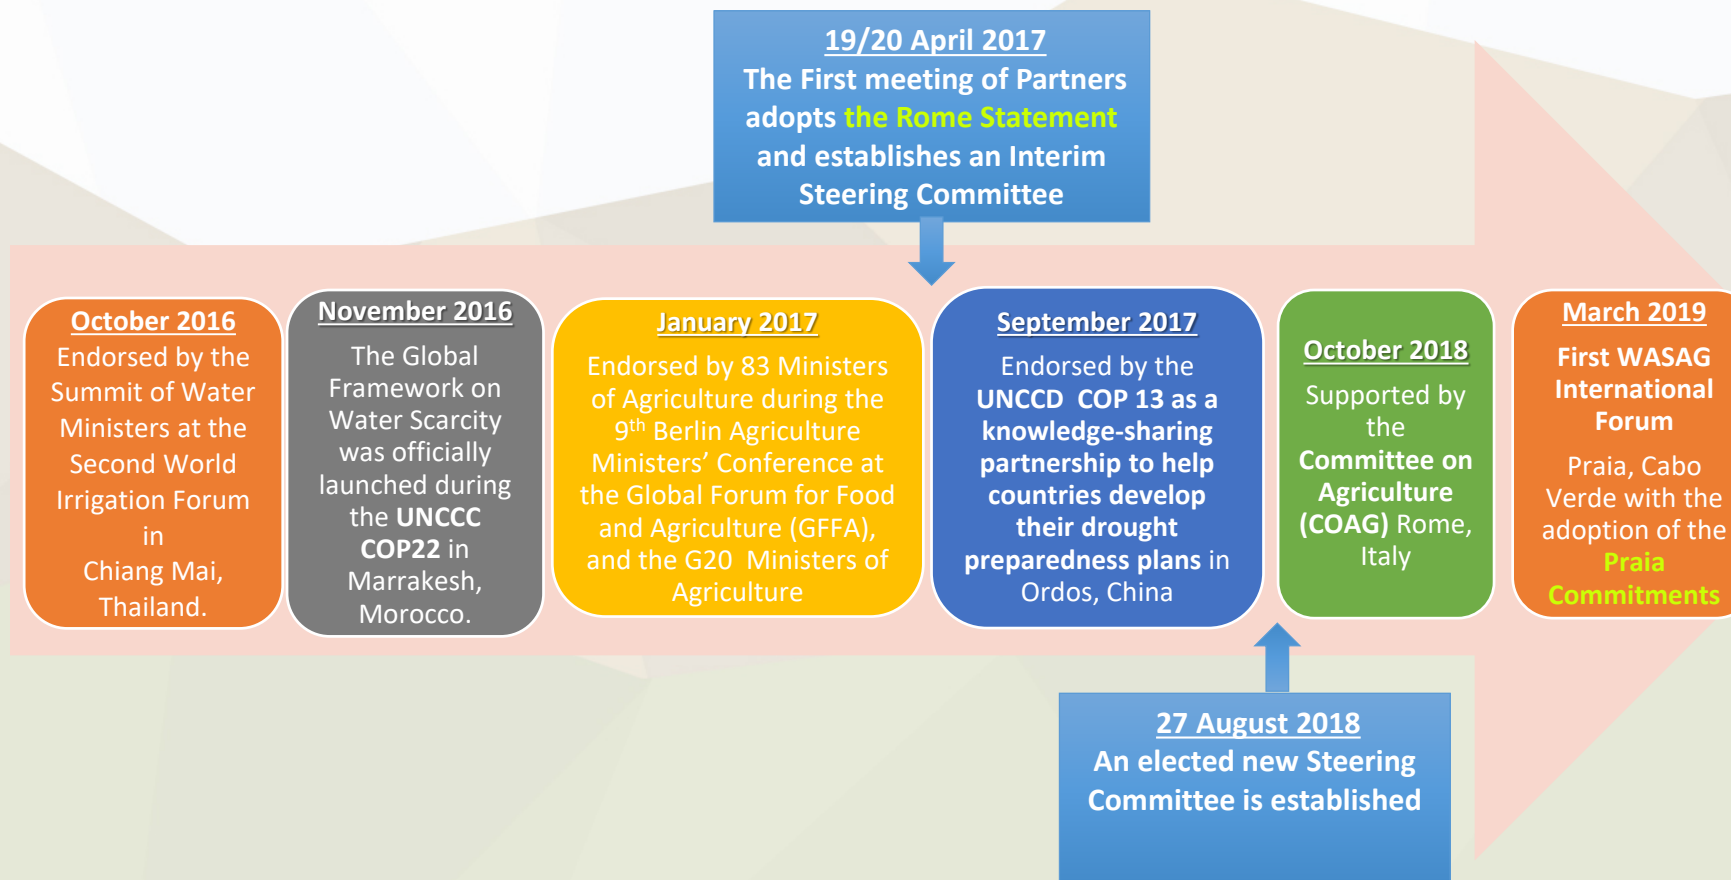 19/20 April 2017
The First meeting of Partners
adopts the Rome Statement
and establishes an Interim
Steering Committee
October 2016
Endorsed by the
Summit of Water
Ministers at the
Second World
Irrigation Forum
in
Chiang Mai,
Thailand.
November 2016
The Global
Framework on
Water Scarcity
was officially
launched during
the UNCCC
COP22 in
Marrakesh,
Morocco.
January 2017
Endorsed by 83 Ministers
of Agriculture during the
9th Berlin Agriculture
Ministers’ Conference at
the Global Forum for Food
and Agriculture (GFFA),
and the G20 Ministers of
Agriculture
September 2017
Endorsed by the
UNCCD COP 13 as a
knowledge-sharing
partnership to help
countries develop
their drought
preparedness plans in
Ordos, China
October 2018
Supported by
the
Committee on
Agriculture
(COAG) Rome,
Italy
March 2019
First WASAG
International
Forum
Praia, Cabo
Verde with the
adoption of the
Praia
Commitments
27 August 2018
An elected new Steering
Committee is established